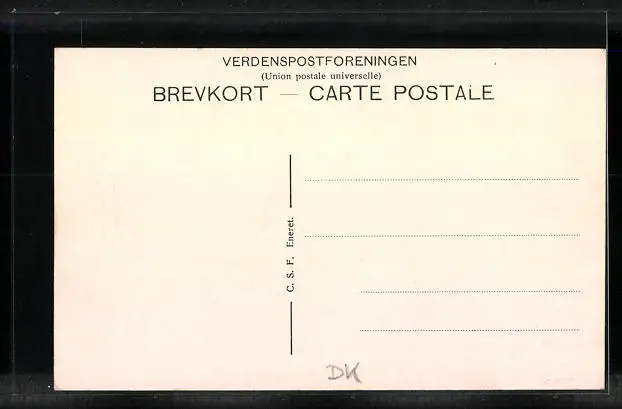 VERDENSPOSTFORENINGEN
(Union postale universelle)
BREVKORT — CARTE POSTALE
C. S. F. Eneret.
DK